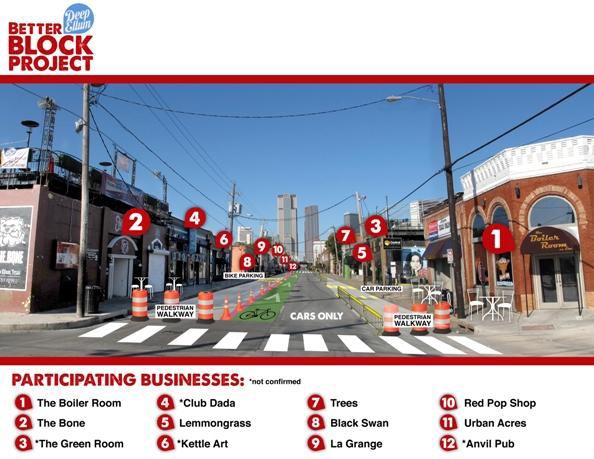 Deep Ellum
BETTER
BLOCK
PROJECT
2
4
6
8
9
10
11
12
7
5
3
1
BIKE PARKING
CAR PARKING
PEDESTRIAN
WALKWAY
CARS ONLY
PEDESTRIAN
WALKWAY
The
Boiler
Room
PARTICIPATING BUSINESSES: *not confirmed
1 The Boiler Room
2 The Bone
3 *The Green Room
4 *Club Dada
5 Lemmongrass
6 *Kettle Art
7 Trees
8 Black Swan
9 La Grange
10 Red Pop Shop
11 Urban Acres
12 *Anvil Pub